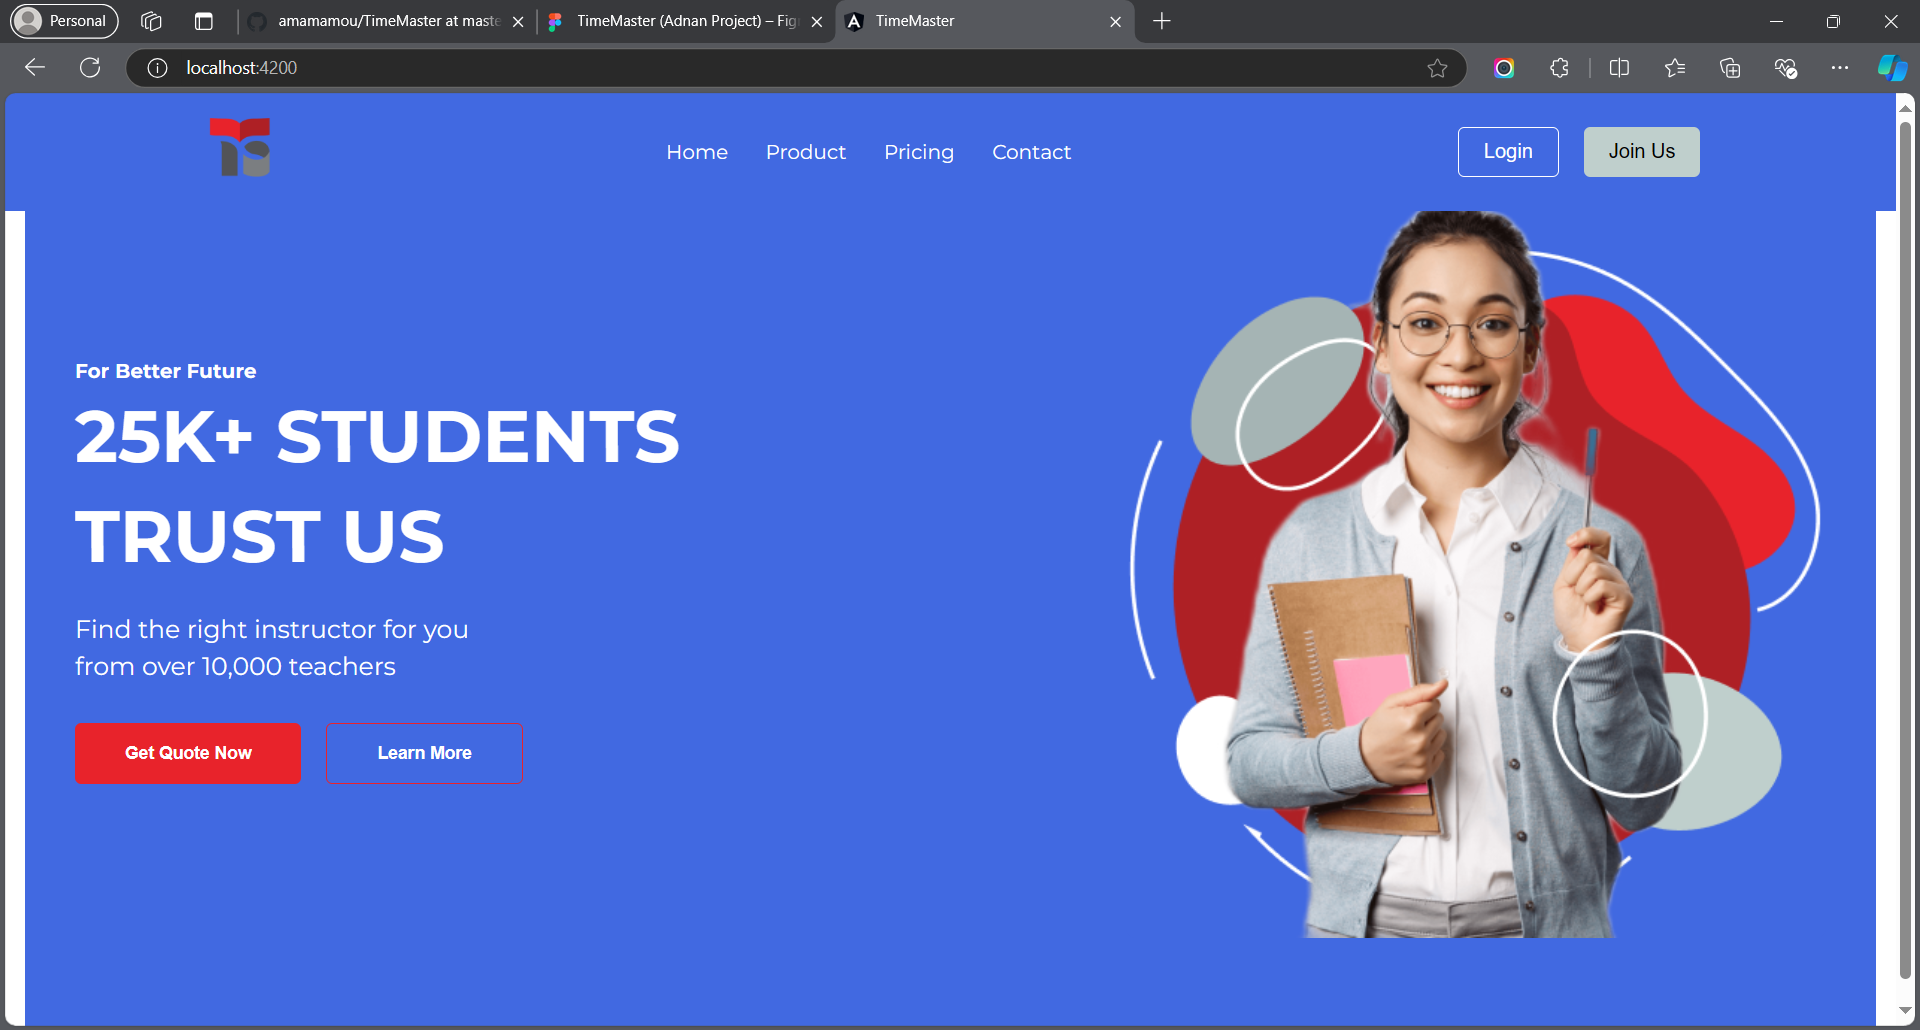 Personal
amamamou/TimeMaster at maste
TimeMaster (Adnan Project) – Fig
TimeMaster
localhost:4200
Home
Product
Pricing
Contact
Login
Join Us
For Better Future
25K+ STUDENTS
TRUST US
Find the right instructor for you
from over 10,000 teachers
Get Quote Now
Learn More